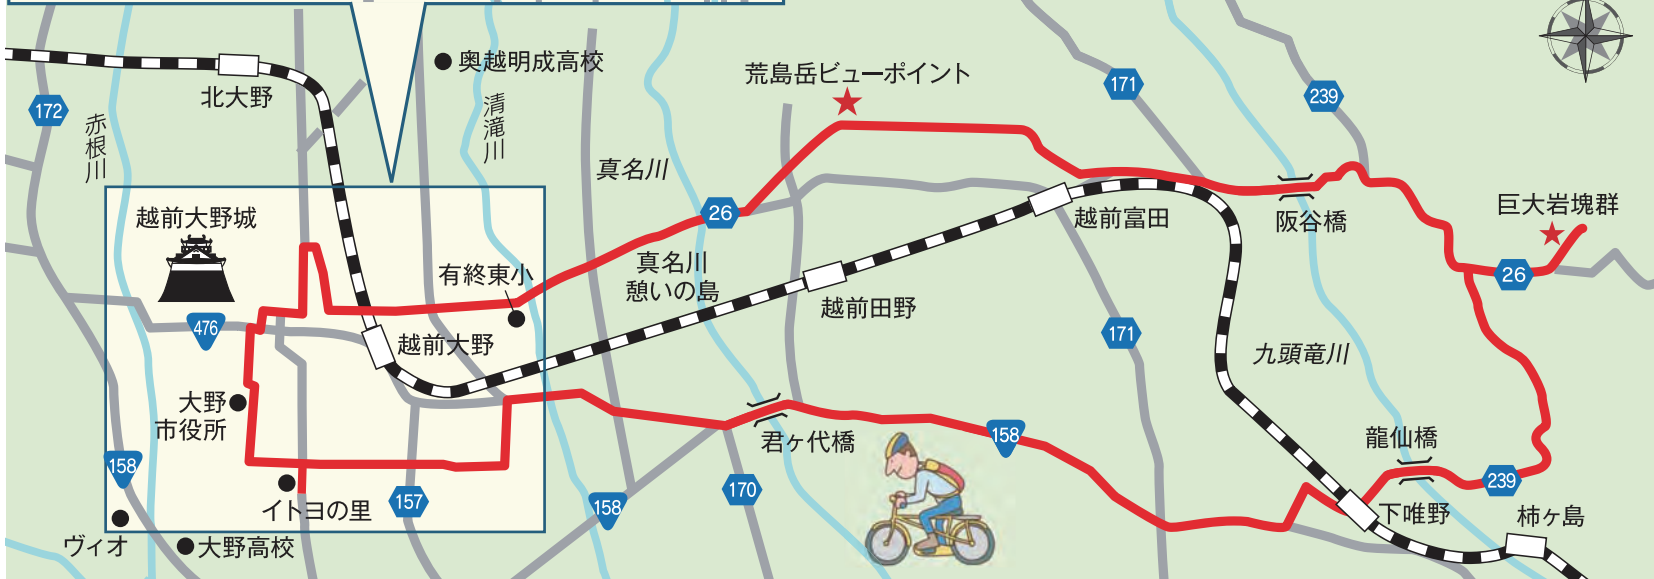 奥越明成高校
荒島岳ビューポイント
北大野
172
171
239
赤根川
清滝川
真名川
26
越前大野城
越前富田
阪谷橋
巨大岩塊群
有終東小
真名川
憩いの島
26
越前田野
476
越前大野
171
九頭竜川
大野
市役所
君ヶ代橋
158
龍仙橋
158
イトヨの里
157
158
170
239
下唯野
柿ヶ島
ヴィオ
大野高校